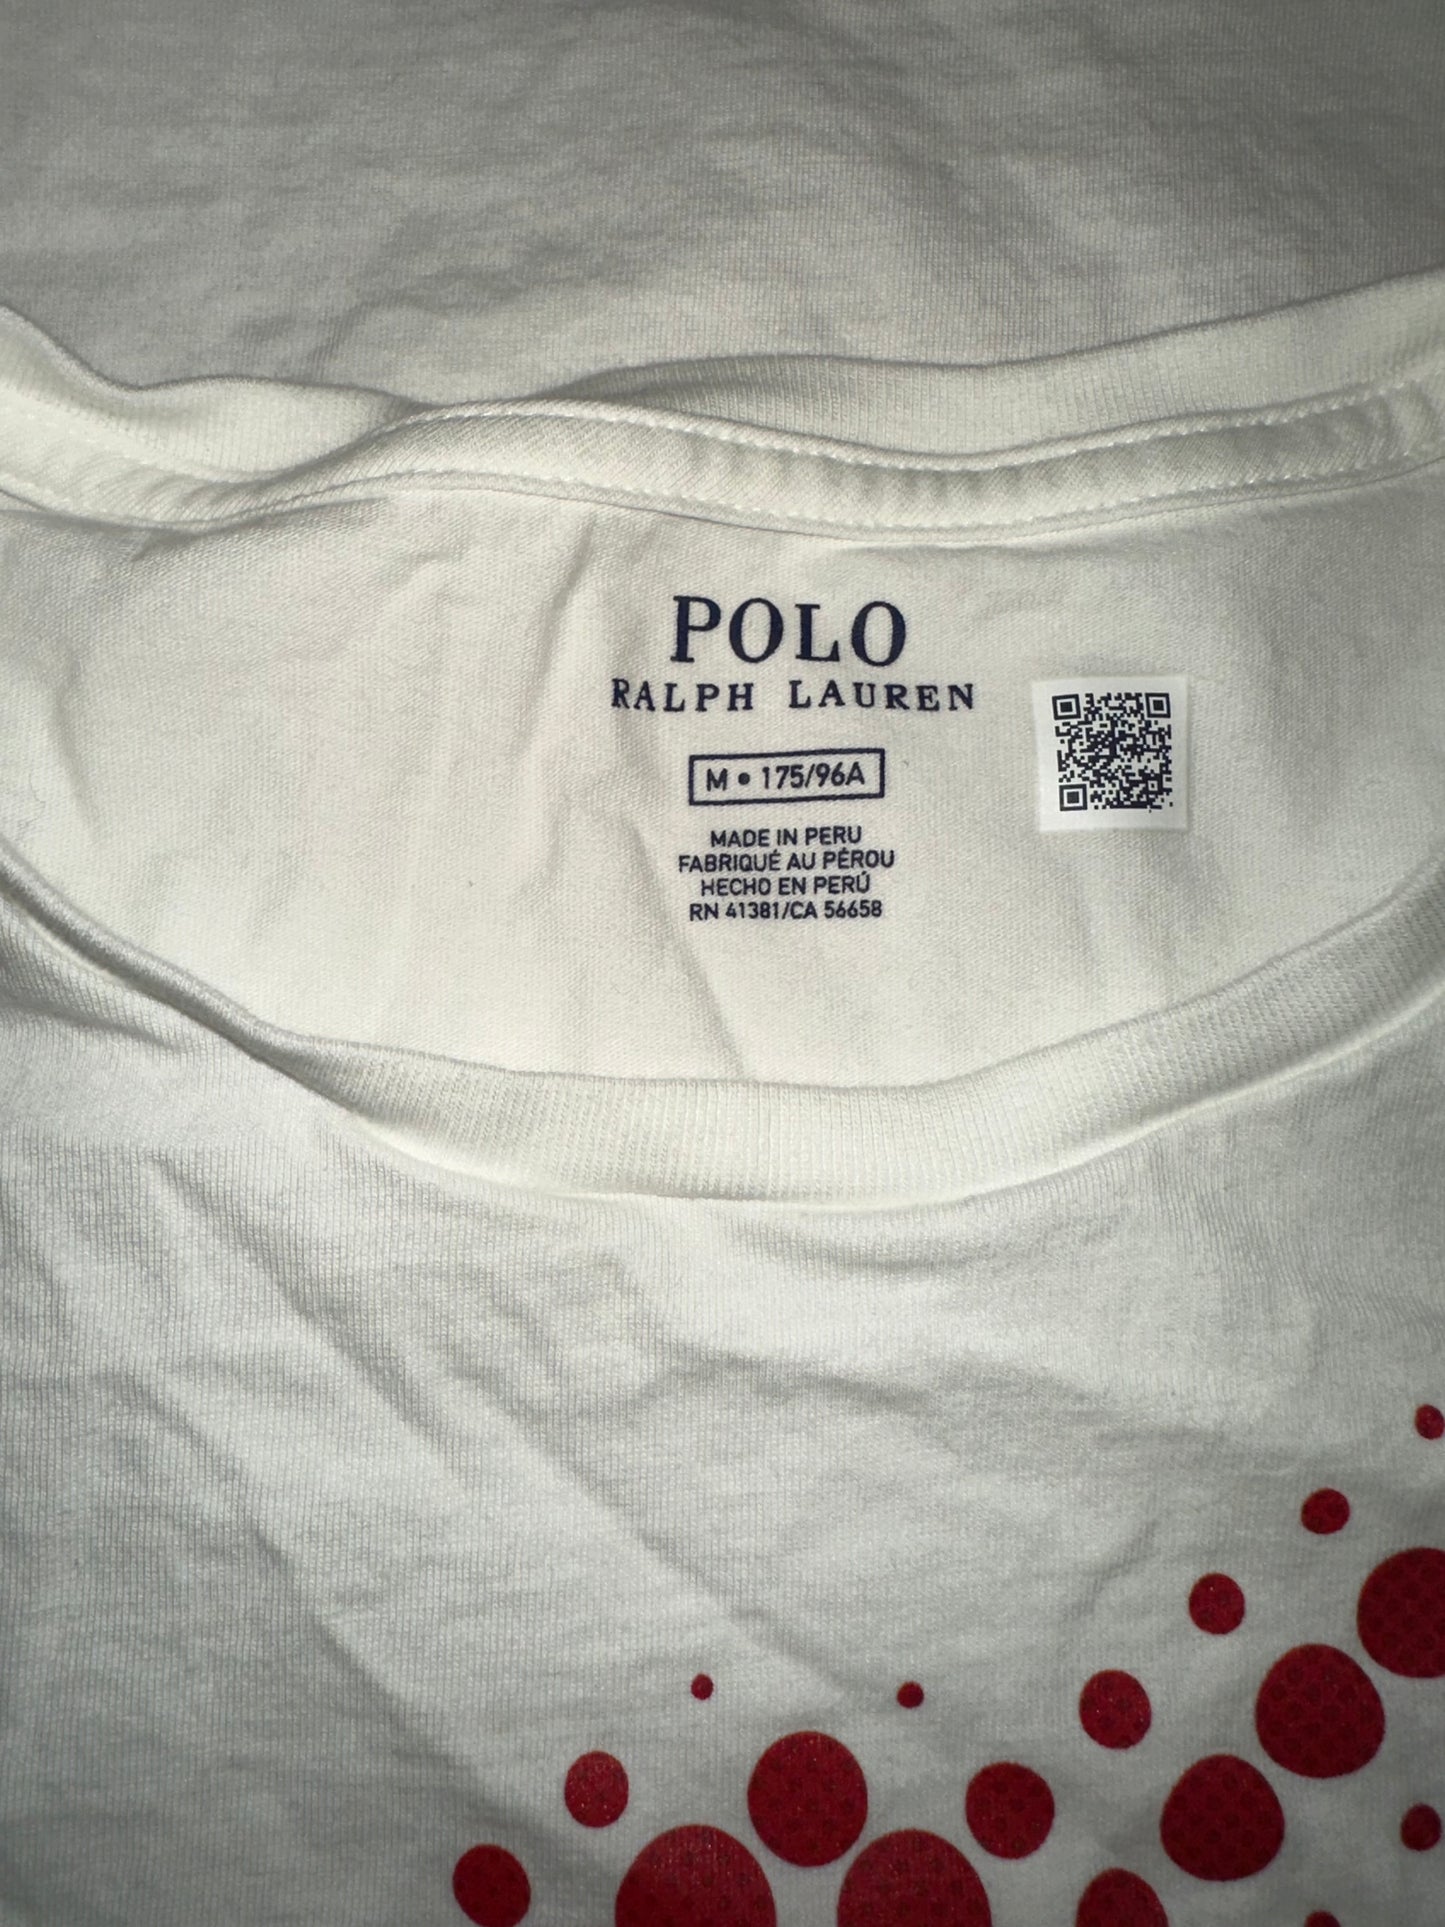 POLO
RALPH LAUREN
M • 175/96A
MADE IN PERU
FABRIQUÉ AU PÉROU
HECHO EN PERÚ
RN 41381/CA 56658